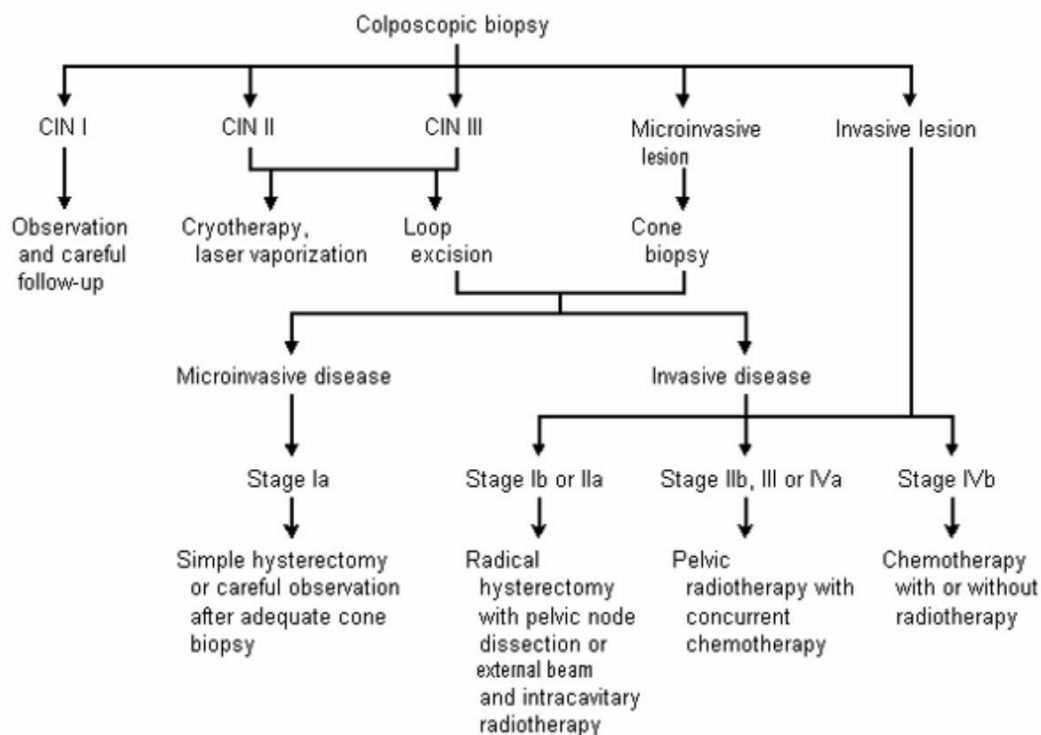 Colposcopic biopsy
CIN I
CIN II
CIN III
Microinvasive
lesion
Invasive lesion
Observation
and careful
follow-up
Cryotherapy,
laser vaporization
Loop
excision
Cone
biopsy
Microinvasive disease
Invasive disease
Stage Ia
Stage Ib or IIa
Stage IIb, III or IVa
Stage IVb
Simple hysterectomy
or careful observation
after adequate cone
biopsy
Radical
hysterectomy
with pelvic node
dissection or
external beam
and intracavitary
radiotherapy
Pelvic
radiotherapy with
concurrent
chemotherapy
Chemotherapy
with or without
radiotherapy